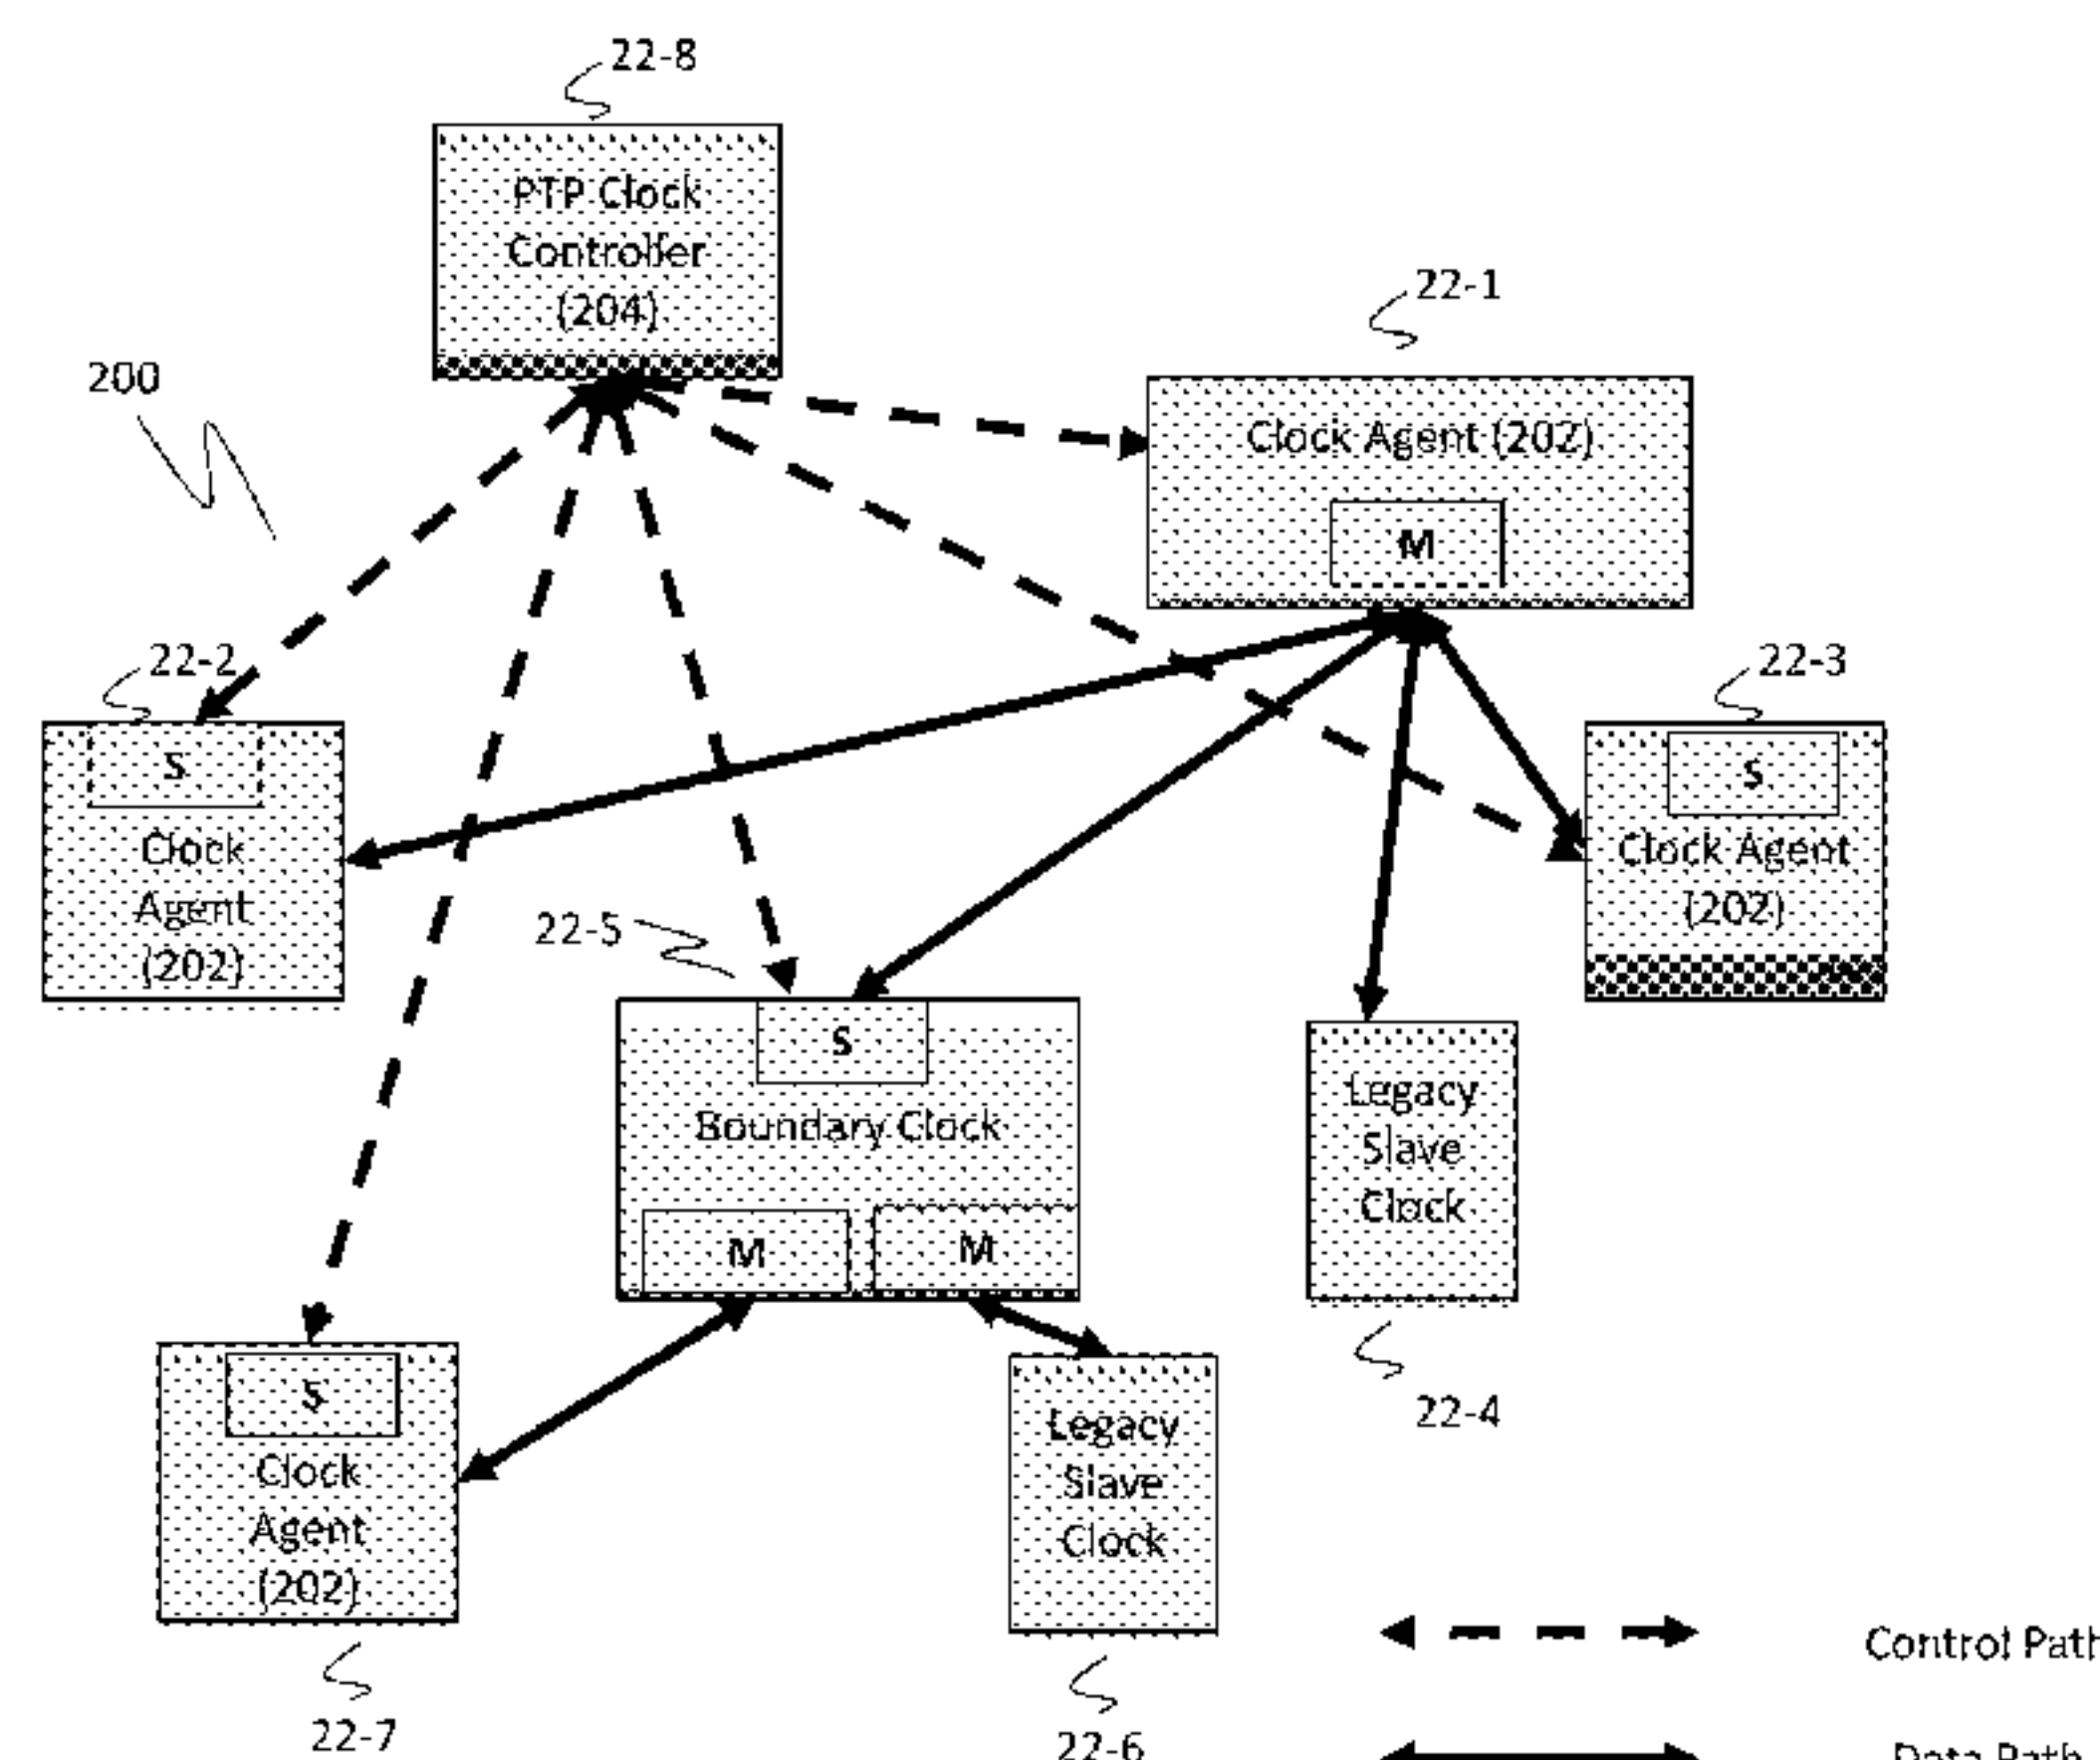 22-8
PTP Clock
Controller
(204)
22-1
200
Clock Agent (202)
M
22-2
22-3
S
Clock
Agent
(202)
S
Clock Agent
(202)
22-5
S
Boundary Clock
M
M
Legacy
Slave
Clock
22-4
S
Clock
Agent
(202)
22-7
Legacy
Slave
Clock
22-6
Control Path
Data Path